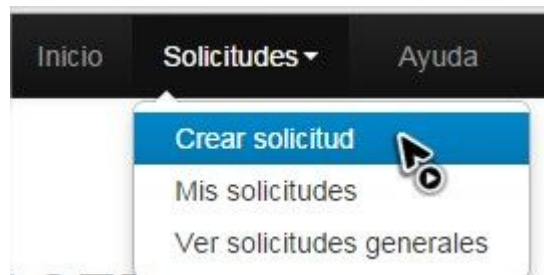 Inicio Solicitudes Ayuda
Crear solicitud
Mis solicitudes
Ver solicitudes generales